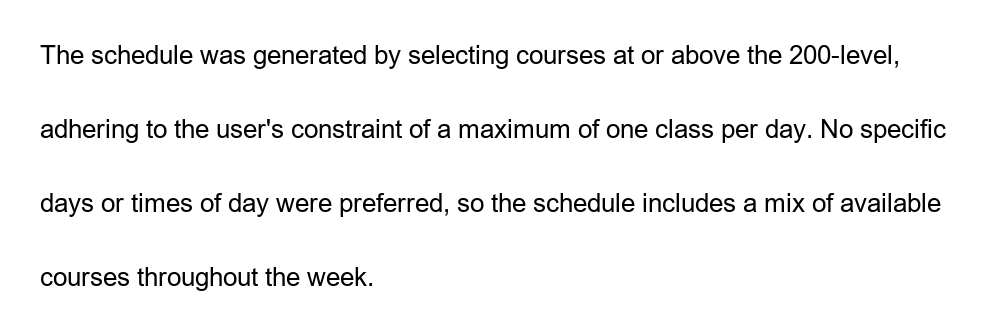 The schedule was generated by selecting courses at or above the 200-level,
adhering to the user's constraint of a maximum of one class per day. No specific
days or times of day were preferred, so the schedule includes a mix of available
courses throughout the week.